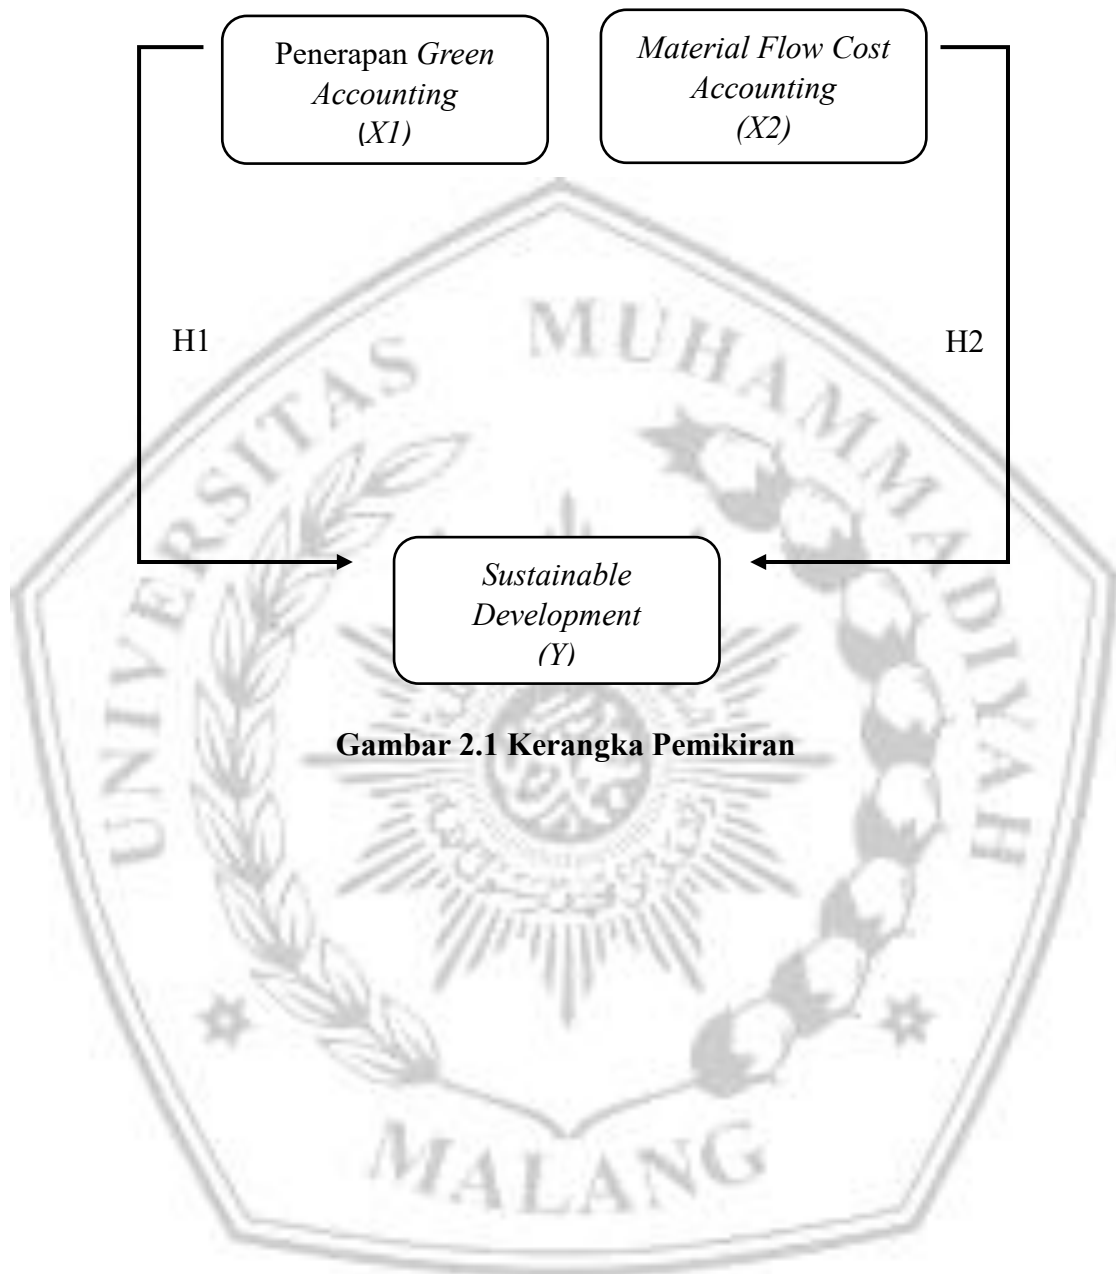 Penerapan Green
Accounting
(X1)
Material Flow Cost
Accounting
(X2)
H1
H2
Sustainable
Development
(Y)
Gambar 2.1 Kerangka Pemikiran
UNIVERSITAS MUHAMMADIYAH
MALANG